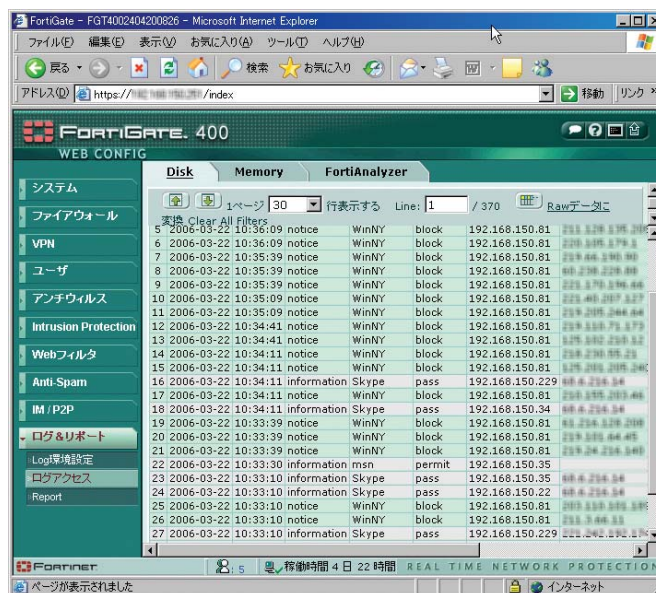 FortiGate - FGT4002404200826 - Microsoft Internet Explorer
ファイル(F) 編集(E) 表示(V) お気に入り(A) ツール(T) ヘルプ(H)
戻る 検索 お気に入り
アドレス(D) https:// /index 移動 リンク »
FORTIGATE. 400
WEB CONFIG
Disk Memory FortiAnalyzer
1ページ 30 行表示する Line: 1 / 370 Rawデータに
変換 Clear All Filters
5 2006-03-22 10:36:09 notice WinNY block 192.168.150.81
6 2006-03-22 10:36:09 notice WinNY block 192.168.150.81
7 2006-03-22 10:35:39 notice WinNY block 192.168.150.81
8 2006-03-22 10:35:39 notice WinNY block 192.168.150.81
9 2006-03-22 10:35:39 notice WinNY block 192.168.150.81
10 2006-03-22 10:35:09 notice WinNY block 192.168.150.81
11 2006-03-22 10:35:09 notice WinNY block 192.168.150.81
12 2006-03-22 10:34:41 notice WinNY block 192.168.150.81
13 2006-03-22 10:34:41 notice WinNY block 192.168.150.81
14 2006-03-22 10:34:11 notice WinNY block 192.168.150.81
15 2006-03-22 10:34:11 notice WinNY block 192.168.150.81
16 2006-03-22 10:34:11 information Skype pass 192.168.150.229
17 2006-03-22 10:34:11 notice WinNY block 192.168.150.81
18 2006-03-22 10:34:11 information Skype pass 192.168.150.34
19 2006-03-22 10:33:39 notice WinNY block 192.168.150.81
20 2006-03-22 10:33:39 notice WinNY block 192.168.150.81
21 2006-03-22 10:33:39 notice WinNY block 192.168.150.81
22 2006-03-22 10:33:30 information msn permit 192.168.150.35
23 2006-03-22 10:33:10 information Skype pass 192.168.150.35
24 2006-03-22 10:33:10 information Skype pass 192.168.150.22
25 2006-03-22 10:33:10 notice WinNY block 192.168.150.81
26 2006-03-22 10:33:10 notice WinNY block 192.168.150.81
27 2006-03-22 10:33:10 information Skype pass 192.168.150.229
システム
ファイアウォール
VPN
ユーザ
アンチウィルス
Intrusion Protection
Webフィルタ
Anti-Spam
IM / P2P
ログ&リポート
Log環境設定
ログアクセス
Report
FORTINET
: 5 稼働時間 4 日 22 時間 REAL TIME NETWORK PROTECTION
ページが表示されました インターネット